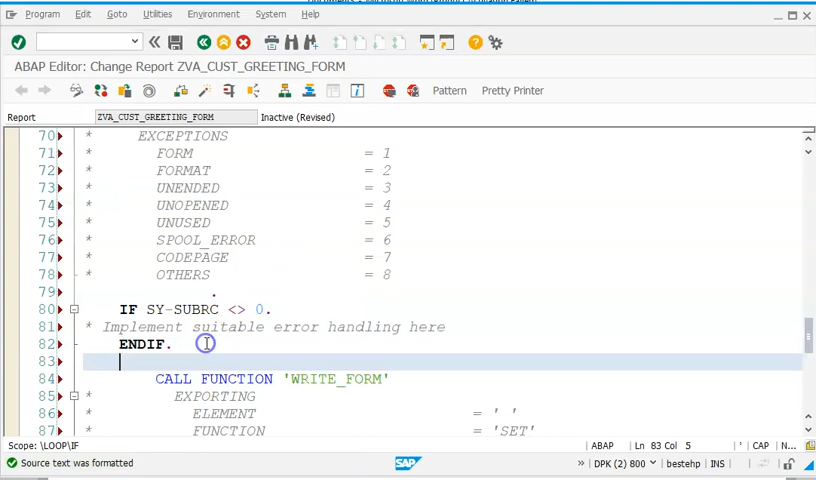 Program Edit Goto Utilities Environment System Help
ABAP Editor: Change Report ZVA_CUST_GREETING_FORM
Pattern Pretty Printer
Report ZVA_CUST_GREETING_FORM Inactive (Revised)
70 * EXCEPTIONS
71 * FORM = 1
72 * FORMAT = 2
73 * UNENDED = 3
74 * UNOPENED = 4
75 * UNUSED = 5
76 * SPOOL_ERROR = 6
77 * CODEPAGE = 7
78 * OTHERS = 8
79 .
80 IF SY-SUBRC <> 0.
81 * Implement suitable error handling here
82 ENDIF.
83
84 CALL FUNCTION 'WRITE_FORM'
85 * EXPORTING
86 * ELEMENT = ' '
87 * FUNCTION = 'SET'
Scope: \LOOP\IF ABAP Ln 83 Col 5 ' CAP N...
Source text was formatted SAP » DPK (2) 800 bestehp INS